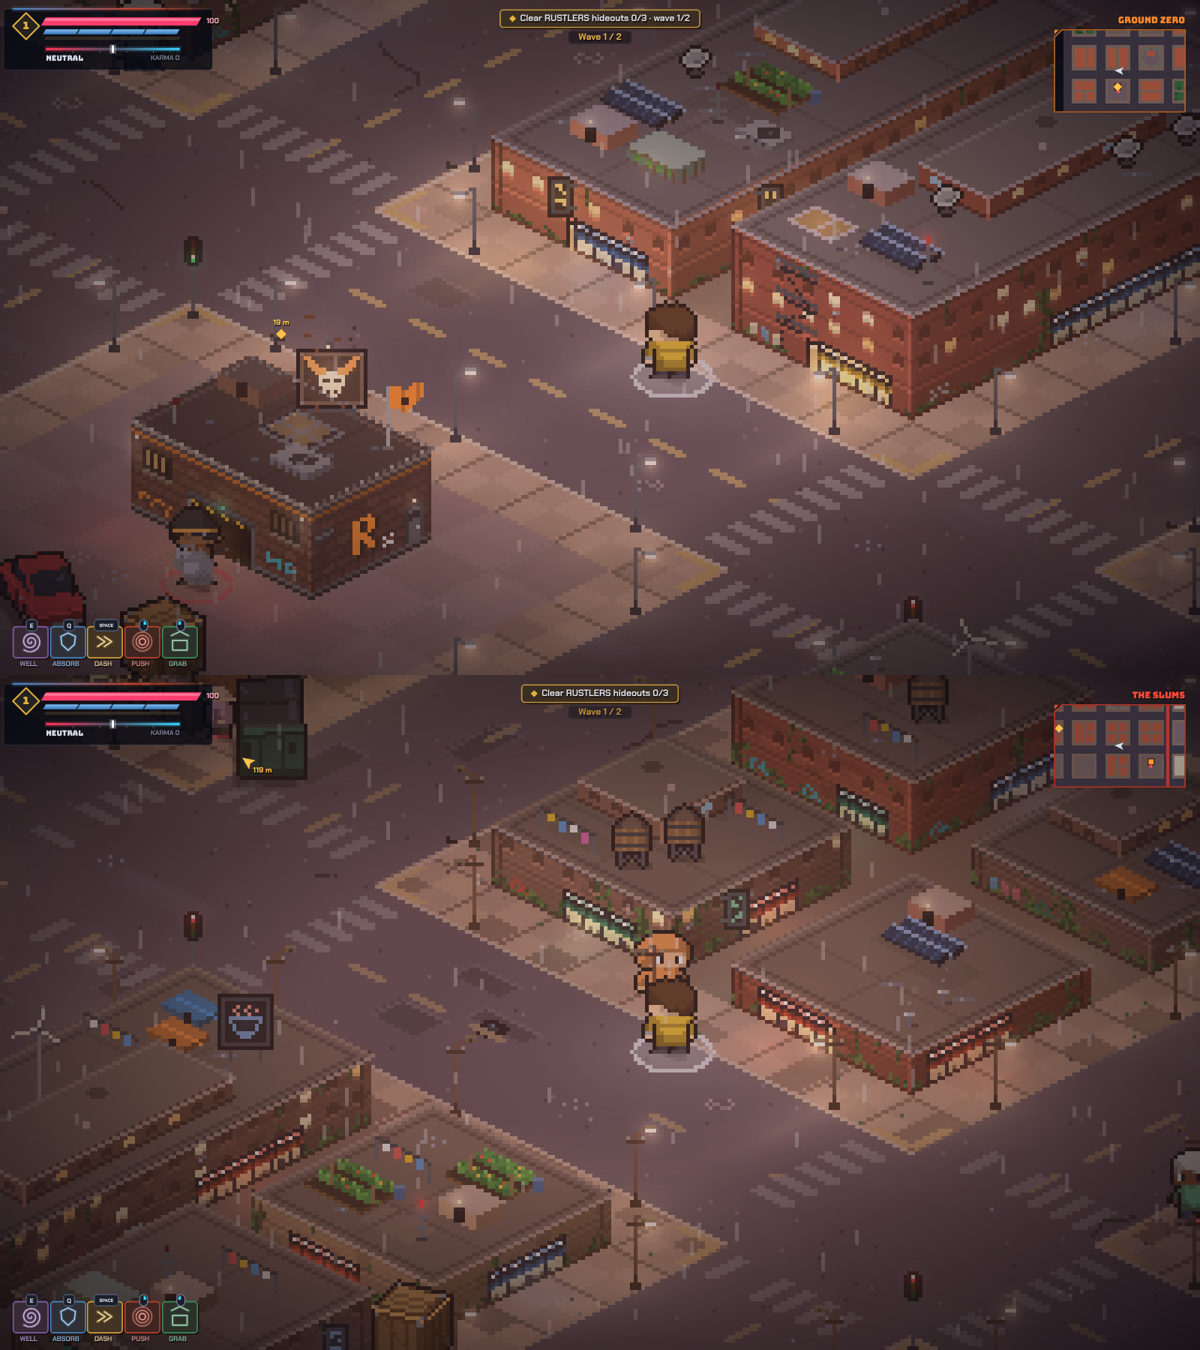 1
100
NEUTRAL
KARMA 0
Clear RUSTLERS hideouts 0/3 · wave 1/2
Wave 1 / 2
GROUND ZERO
19 m
R
E
Q
SPACE
WELL
ABSORB
DASH
PUSH
GRAB
1
100
NEUTRAL
KARMA 0
Clear RUSTLERS hideouts 0/3
Wave 1 / 2
THE SLUMS
119 m
E
Q
SPACE
WELL
ABSORB
DASH
PUSH
GRAB